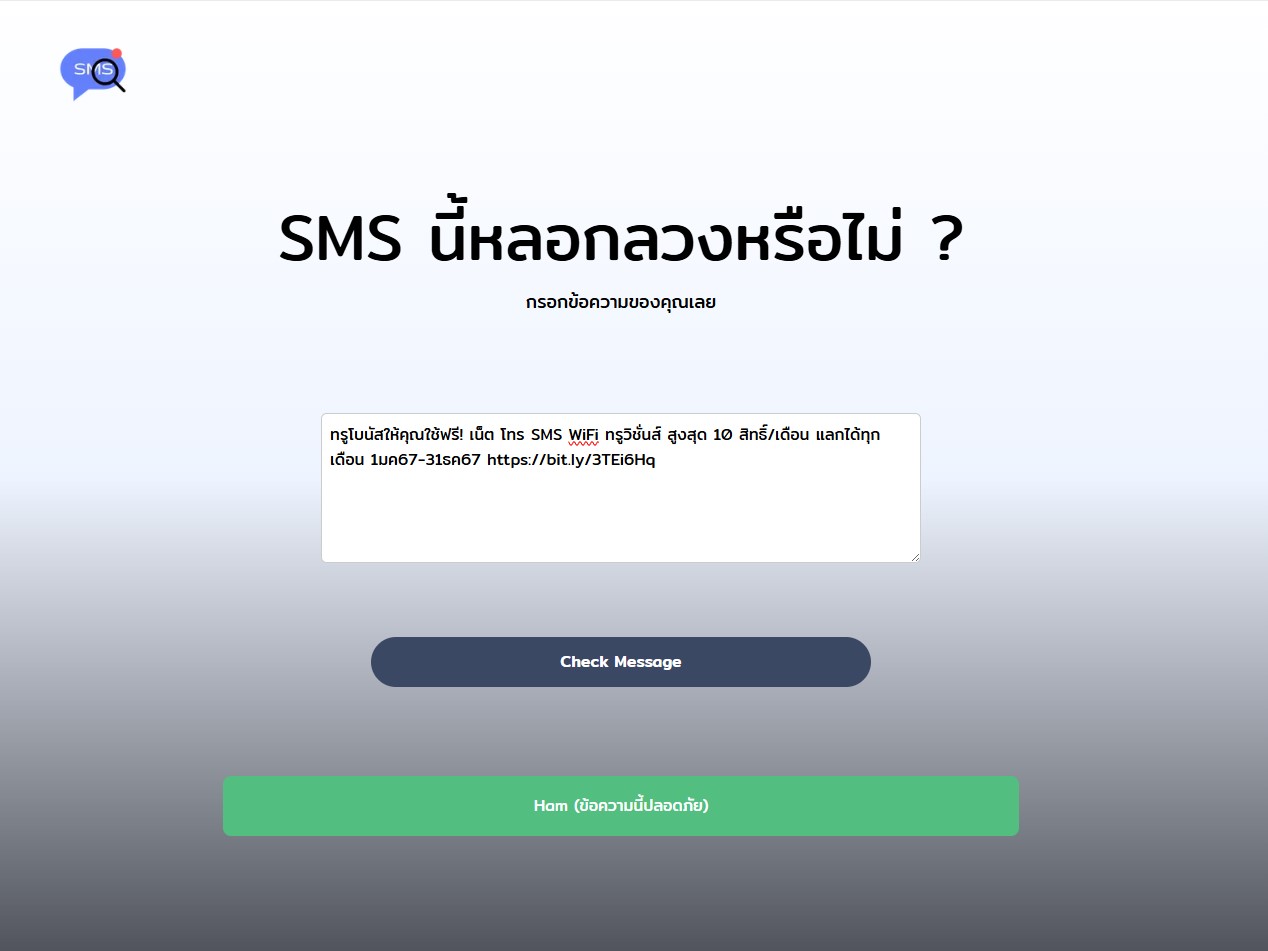 SMS
SMS นี้หลอกลวงหรือไม่ ?
กรอกข้อความของคุณเลย
ทรูโบนัสให้คุณใช้ฟรี! เน็ต โทร SMS WiFi ทรูวิชั่นส์ สูงสุด 10 สิทธิ์/เดือน แลกได้ทุก
เดือน 1มค67-31ธค67 https://bit.ly/3TEi6Hq
Check Message
Ham (ข้อความนี้ปลอดภัย)